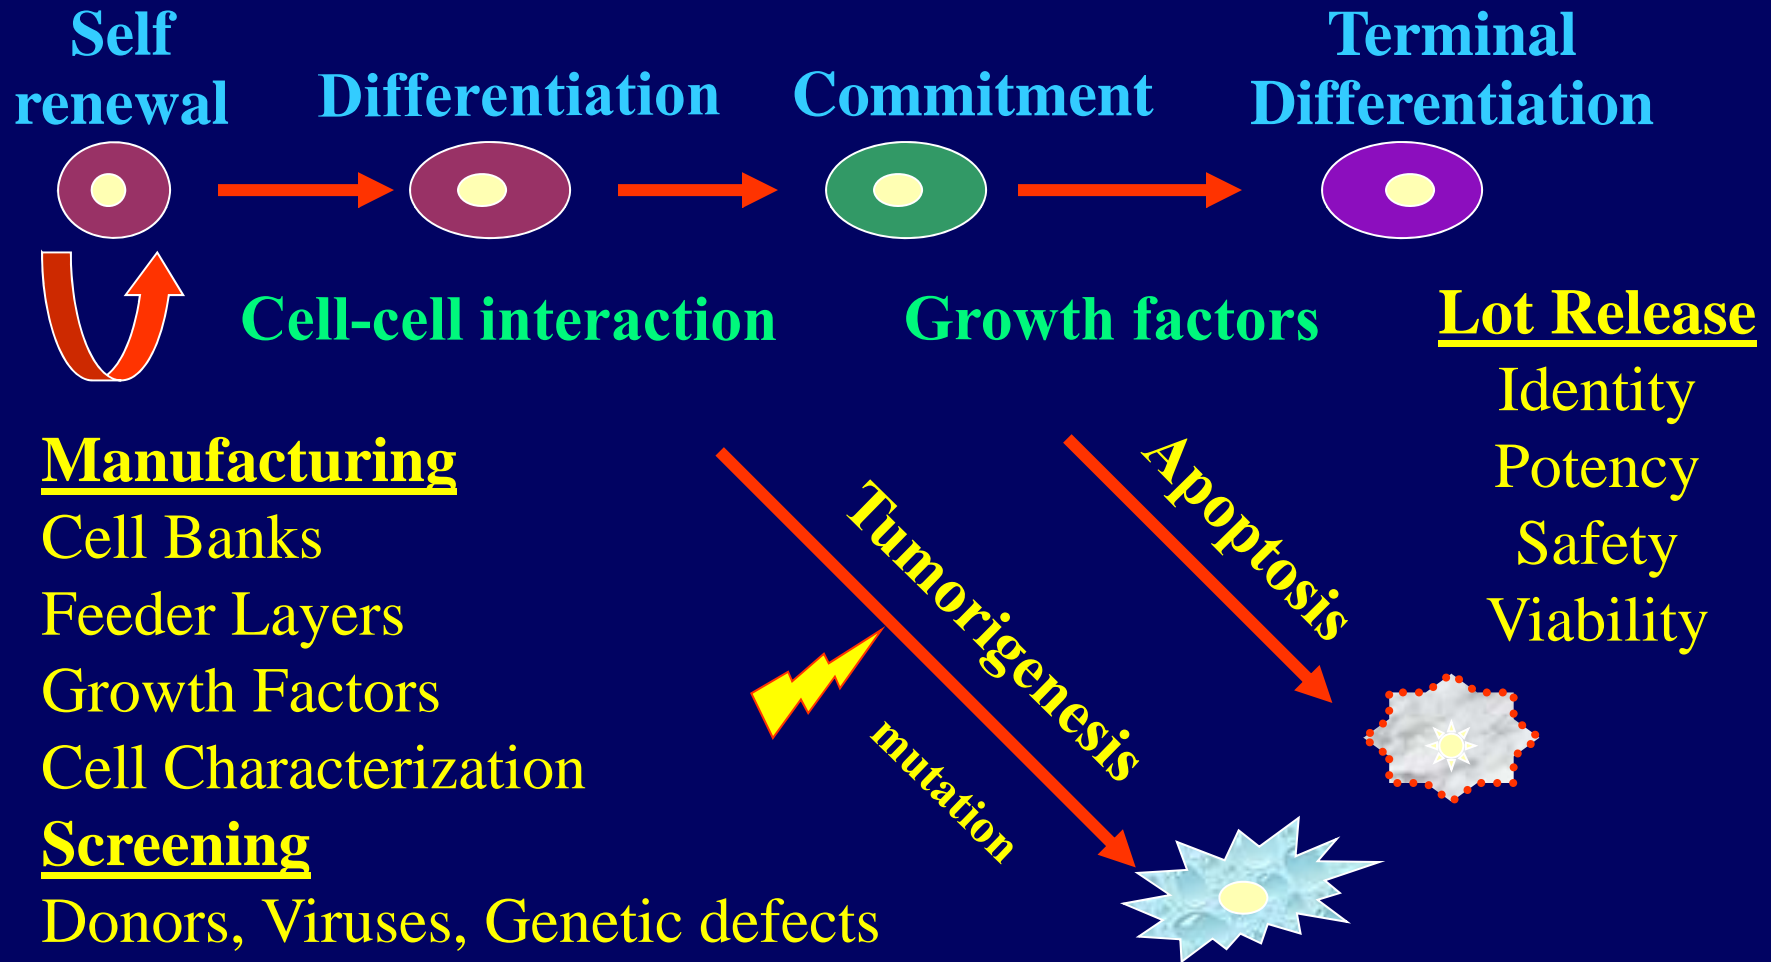 Self
renewal
Differentiation
Commitment
Terminal
Differentiation
Cell-cell interaction
Growth factors
Lot Release
Identity
Potency
Safety
Viability
Manufacturing
Cell Banks
Feeder Layers
Growth Factors
Cell Characterization
Screening
Donors, Viruses, Genetic defects
Tumorigenesis
mutation
Apoptosis